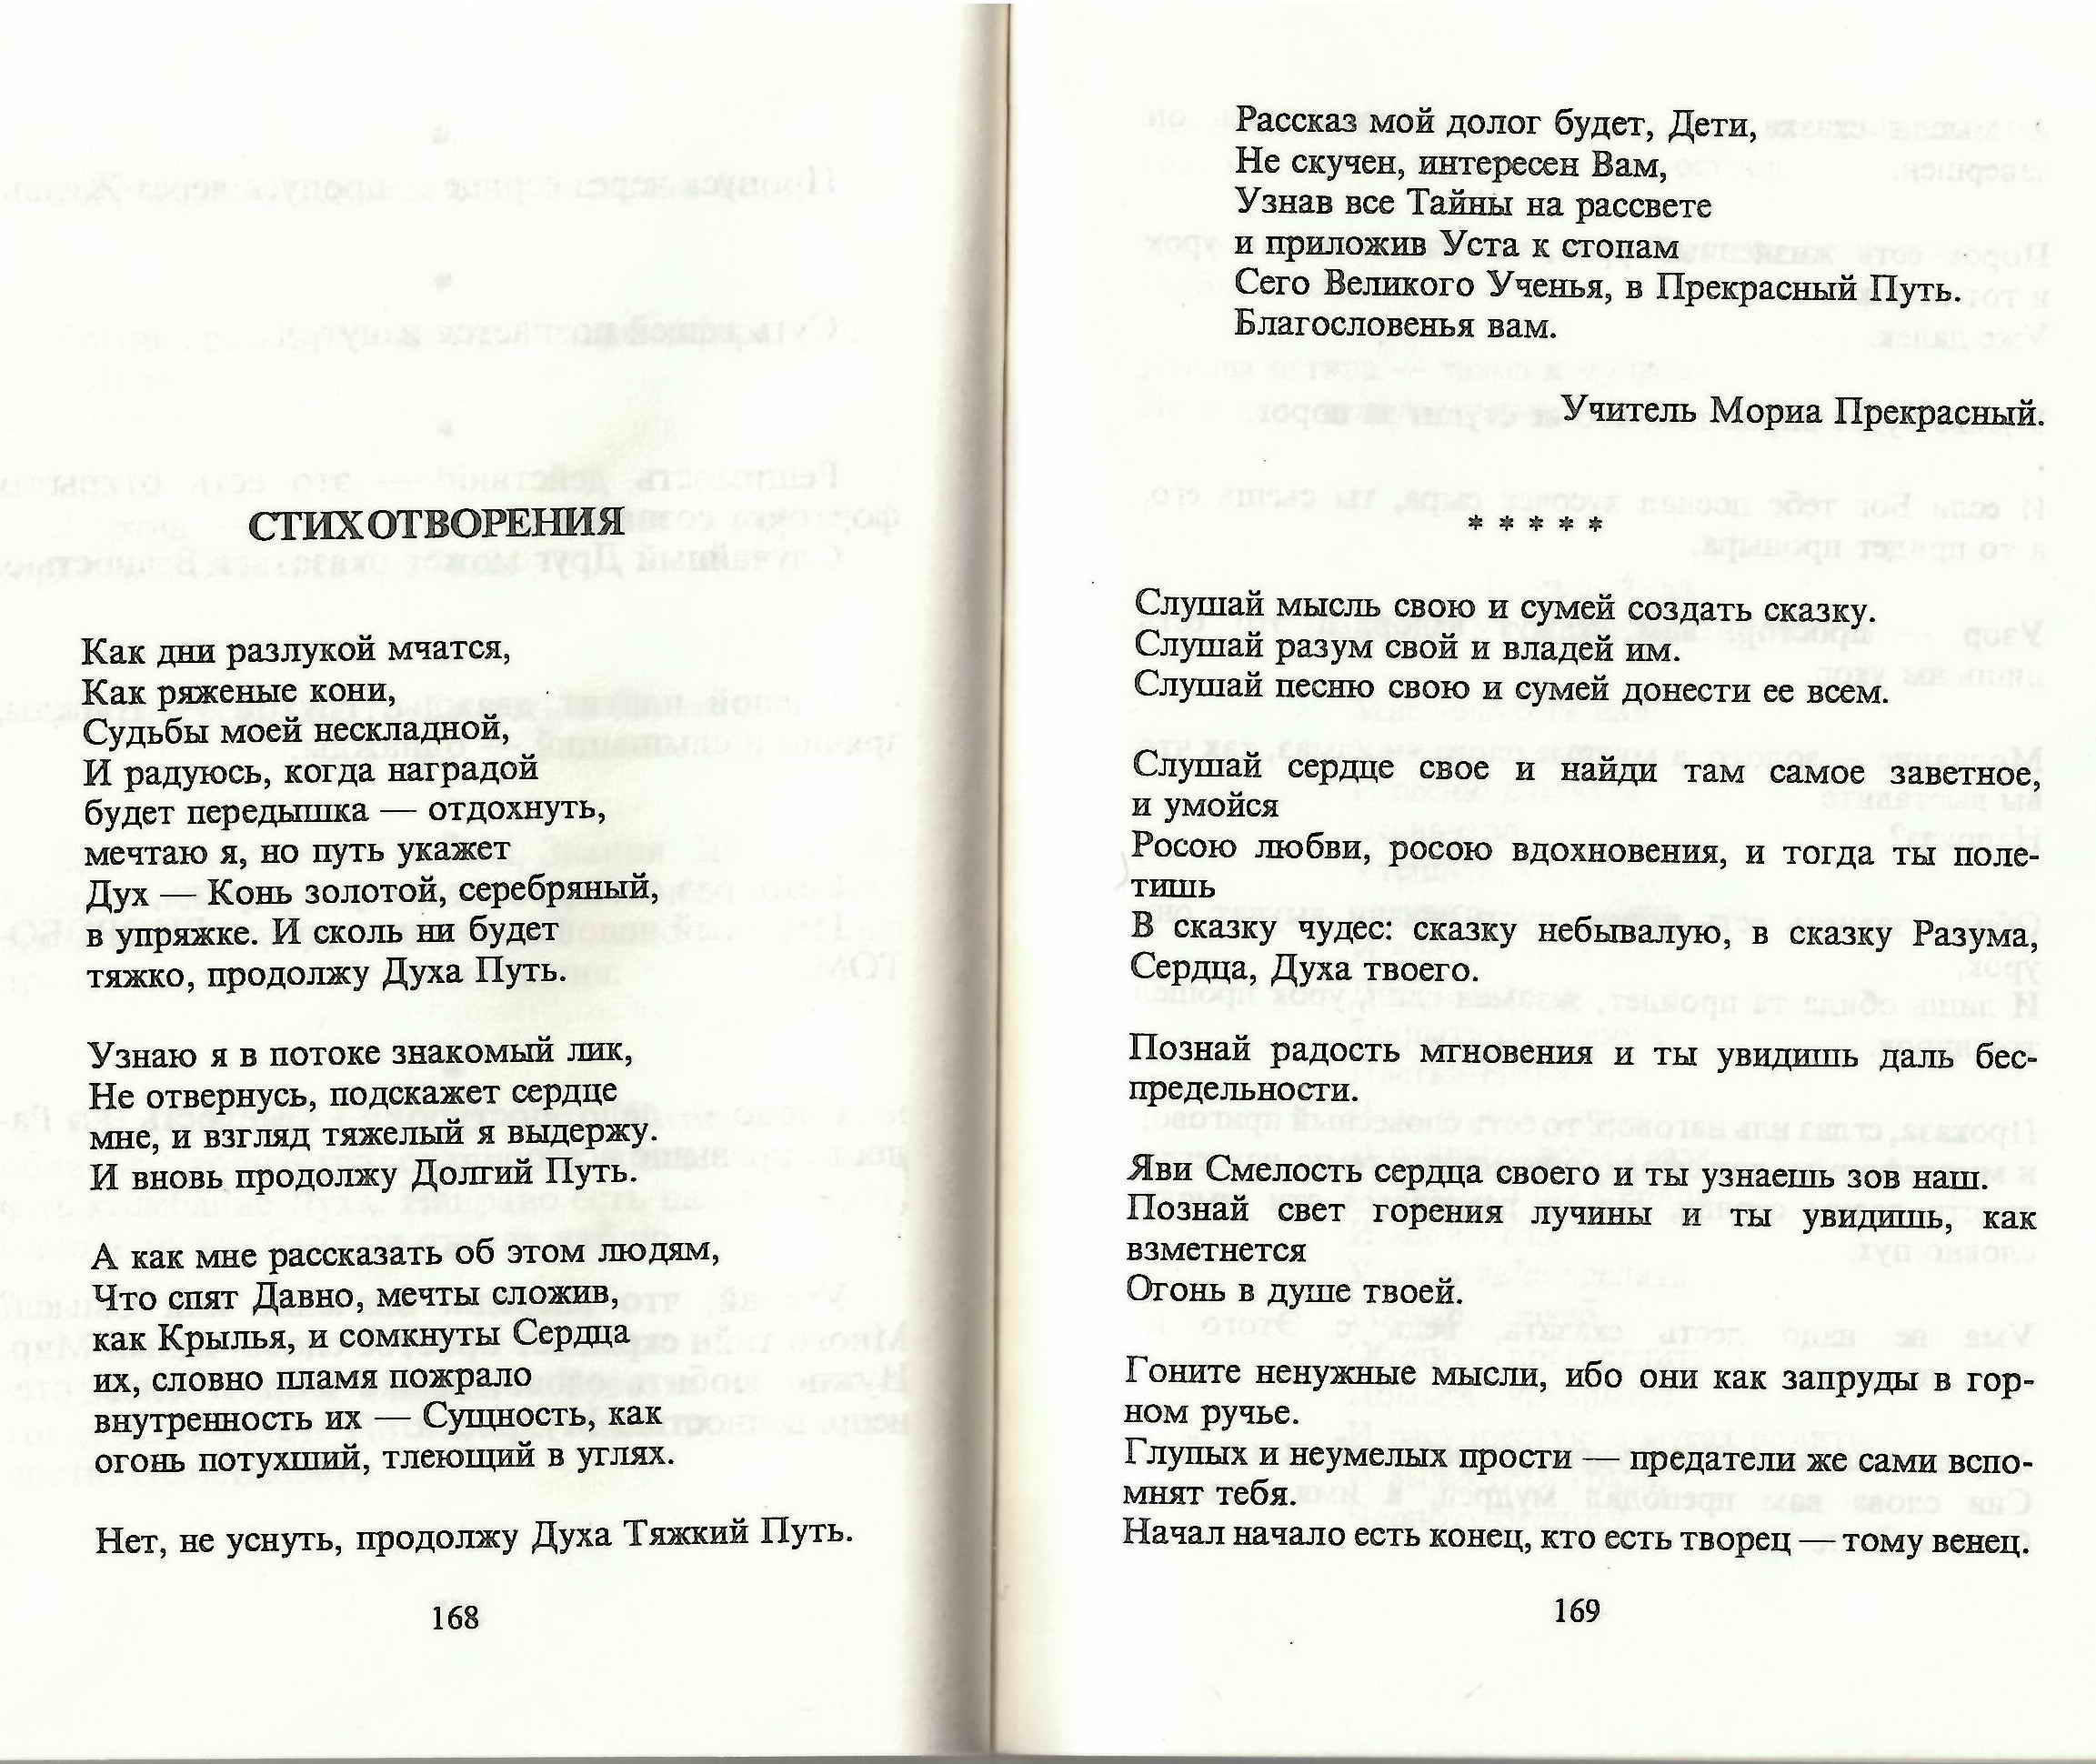 СТИХОТВОРЕНИЯ
Как дни разлукой мчатся,
Как ряженые кони,
Судьбы моей нескладной,
И радуюсь, когда наградой
будет передышка — отдохнуть,
мечтаю я, но путь укажет
Дух — Конь золотой, серебряный,
в упряжке. И сколь ни будет
тяжко, продолжу Духа Путь.
Узнаю я в потоке знакомый лик,
Не отвернусь, подскажет сердце
мне, и взгляд тяжелый я выдержу.
И вновь продолжу Долгий Путь.
А как мне рассказать об этом людям,
Что спят Давно, мечты сложив,
как Крылья, и сомкнуты Сердца
их, словно пламя пожрало
внутренность их — Сущность, как
огонь потухший, тлеющий в углях.
Нет, не уснуть, продолжу Духа Тяжкий Путь.
168
Рассказ мой долог будет, Дети,
Не скучен, интересен Вам,
Узнав все Тайны на рассвете
и приложив Уста к стопам
Сего Великого Ученья, в Прекрасный Путь.
Благословенья вам.
Учитель Мориа Прекрасный.
* * * * *
Слушай мысль свою и сумей создать сказку.
Слушай разум свой и владей им.
Слушай песню свою и сумей донести ее всем.
Слушай сердце свое и найди там самое заветное,
и умойся
Росою любви, росою вдохновения, и тогда ты поле-
тишь
В сказку чудес: сказку небывалую, в сказку Разума,
Сердца, Духа твоего.
Познай радость мгновения и ты увидишь даль бес-
предельности.
Яви Смелость сердца своего и ты узнаешь зов наш.
Познай свет горения лучины и ты увидишь, как
взметнется
Огонь в душе твоей.
Гоните ненужные мысли, ибо они как запруды в гор-
ном ручье.
Глупых и неумелых прости — предатели же сами вспо-
мнят тебя.
Начал начало есть конец, кто есть творец — тому венец.
169